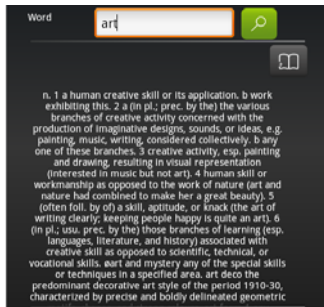 Word
art
n. 1 a human creative skill or its application. b work
exhibiting this. 2 a (in pl.; prec. by the) the various
branches of creative activity concerned with the
production of imaginative designs, sounds, or ideas, e.g.
painting, music, writing, considered collectively. b any
one of these branches. 3 creative activity, esp. painting
and drawing, resulting in visual representation
(interested in music but not art). 4 human skill or
workmanship as opposed to the work of nature (art and
nature had combined to make her a great beauty). 5
(often foll. by of) a skill, aptitude, or knack (the art of
writing clearly; keeping people happy is quite an art). 6
(in pl.; usu. prec. by the) those branches of learning (esp.
languages, literature, and history) associated with
creative skill as opposed to scientific, technical, or
vocational skills. øart and mystery any of the special skills
or techniques in a specified area. art deco the
predominant decorative art style of the period 1910-30,
characterized by precise and boldly delineated geometric